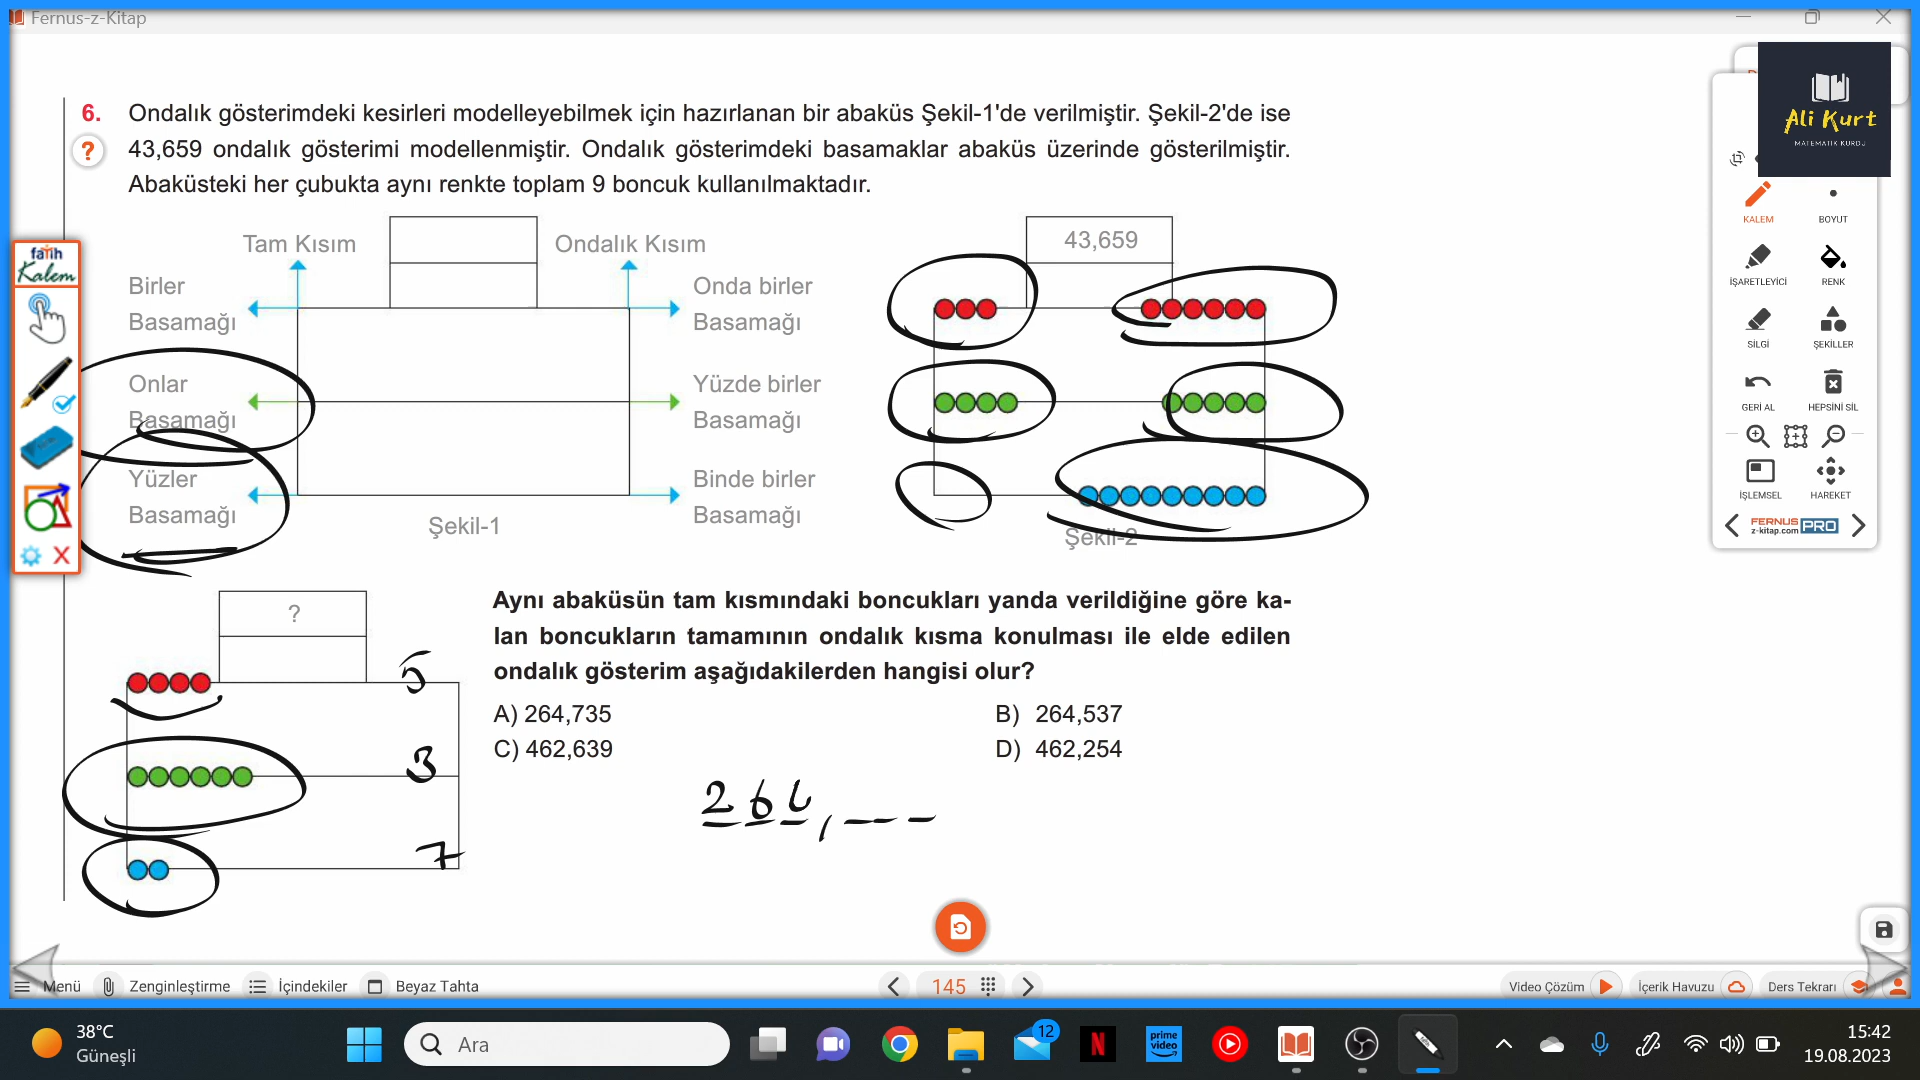 Fernus-z-Kitap
Ali Kurt
MATEMATIK KURDU
6. Ondalık gösterimdeki kesirleri modelleyebilmek için hazırlanan bir abaküs Şekil-1'de verilmiştir. Şekil-2'de ise
? 43,659 ondalık gösterimi modellenmiştir. Ondalık gösterimdeki basamaklar abaküs üzerinde gösterilmiştir.
Abaküsteki her çubukta aynı renkte toplam 9 boncuk kullanılmaktadır.
Tam Kısım
Ondalık Kısım
Birler
Basamağı
Onda birler
Basamağı
Onlar
Basamağı
Yüzde birler
Basamağı
Yüzler
Basamağı
Binde birler
Basamağı
Şekil-1
43,659
Şekil-2
?
5
3
7
Aynı abaküsün tam kısmındaki boncukları yanda verildiğine göre ka-
lan boncukların tamamının ondalık kısma konulması ile elde edilen
ondalık gösterim aşağıdakilerden hangisi olur?
A) 264,735
B) 264,537
C) 462,639
D) 462,254
264,
fatih
Kalem
KALEM
BOYUT
İŞARETLEYİCİ
RENK
SİLGİ
ŞEKİLLER
GERİ AL
HEPSİNİ SİL
İŞLEMSEL
HAREKET
FERNUS
z-kitap.com PRO
Menü
Zenginleştirme
İçindekiler
Beyaz Tahta
145
Video Çözüm
İçerik Havuzu
Ders Tekrarı
38°C
Güneşli
Ara
12
N
prime
video
15:42
19.08.2023